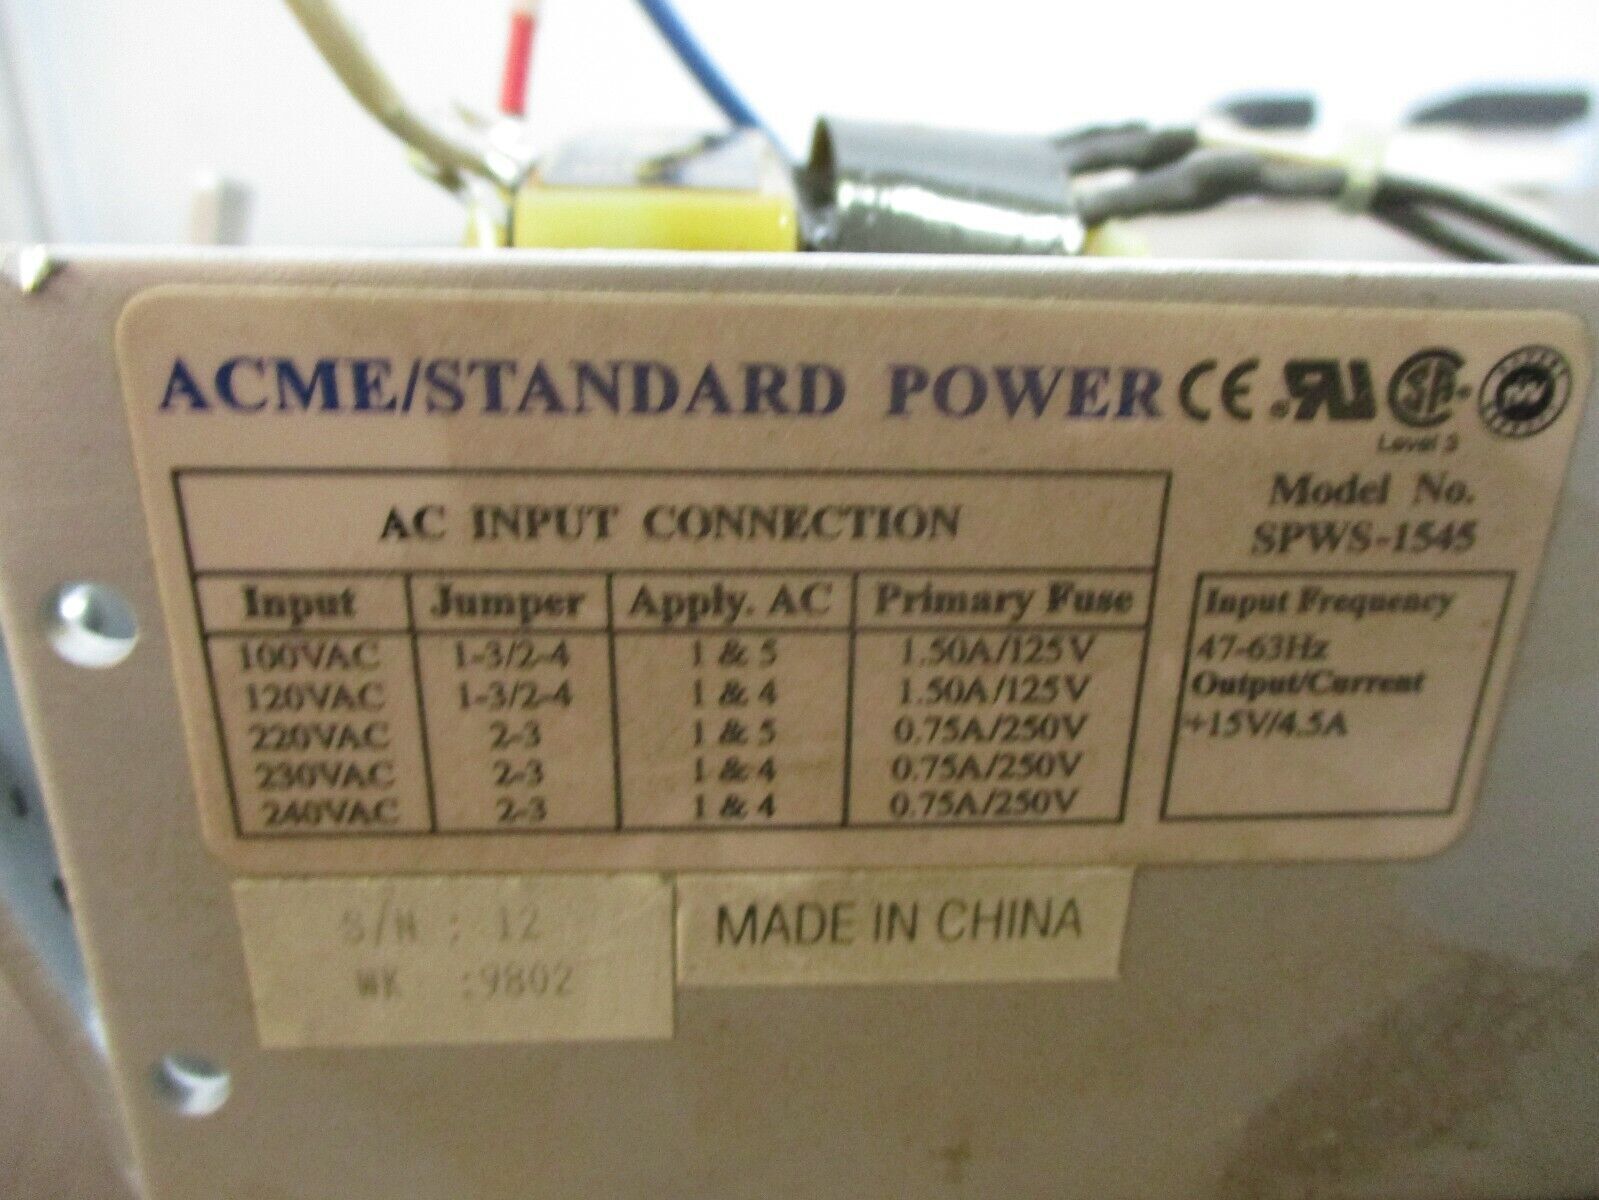 ACME/STANDARD POWER CE
Level 3
Model No.
SPWS-1545
AC INPUT CONNECTION
Input Jumper Apply. AC Primary Fuse
100VAC 1-3/2-4 1 & 5 1.50A/125V
120VAC 1-3/2-4 1 & 4 1.50A/125V
220VAC 2-3 1 & 5 0.75A/250V
230VAC 2-3 1 & 4 0.75A/250V
240VAC 2-3 1 & 4 0.75A/250V
Input Frequency
47-63Hz
Output/Current
+15V/4.5A
S/N : 12
WK :9802
MADE IN CHINA